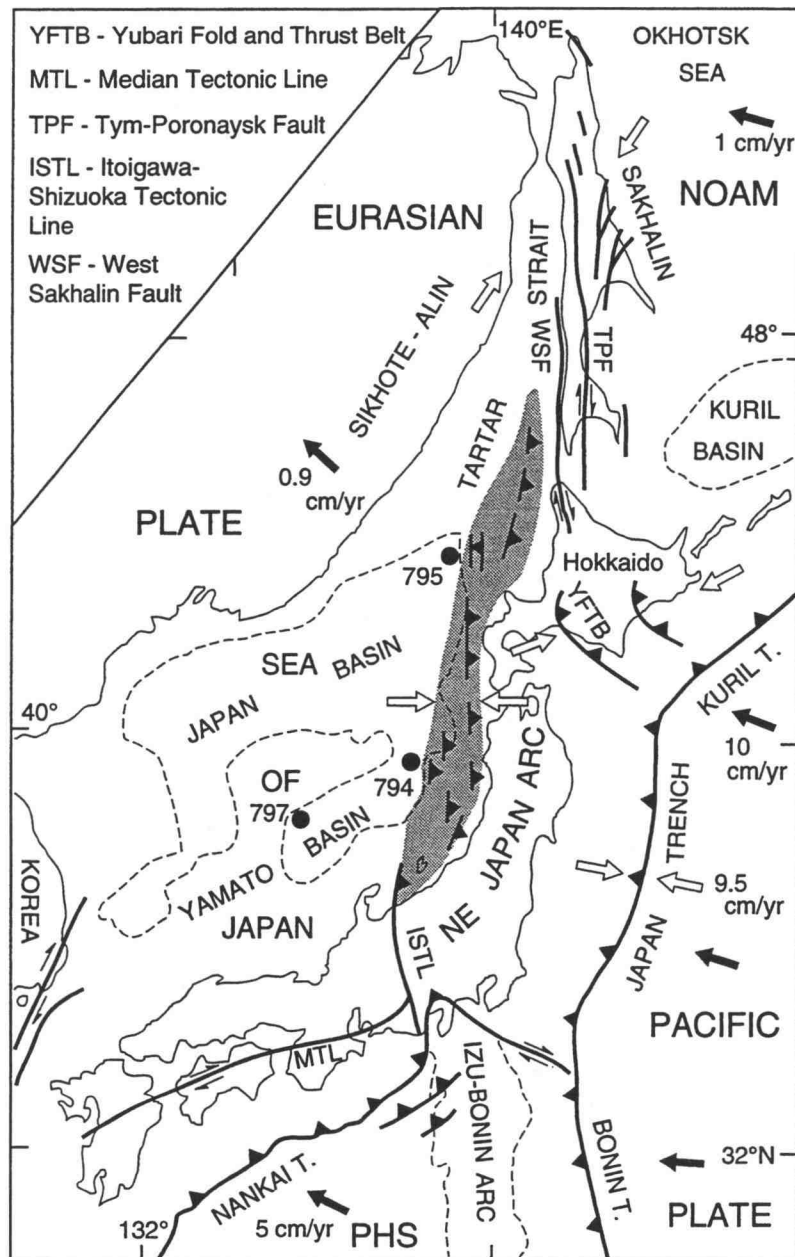 YFTB - Yubari Fold and Thrust Belt
MTL - Median Tectonic Line
TPF - Tym-Poronaysk Fault
ISTL - Itoigawa-
Shizuoka Tectonic
Line
WSF - West
Sakhalin Fault
140°E
OKHOTSK
SEA
1 cm/yr
NOAM
SAKHALIN
EURASIAN
PLATE
SIKHOTE - ALIN
0.9
cm/yr
TARTAR
STRAIT
WSF
TPF
48°
KURIL
BASIN
Hokkaido
YFTB
795
SEA
JAPAN
BASIN
40°
OF
794
797
YAMATO
BASIN
JAPAN
KOREA
NE JAPAN ARC
ISTL
KURIL T.
10
cm/yr
JAPAN
TRENCH
9.5
cm/yr
PACIFIC
PLATE
MTL
IZU-BONIN ARC
BONIN T.
32°N
NANKAI T.
132°
5 cm/yr
PHS